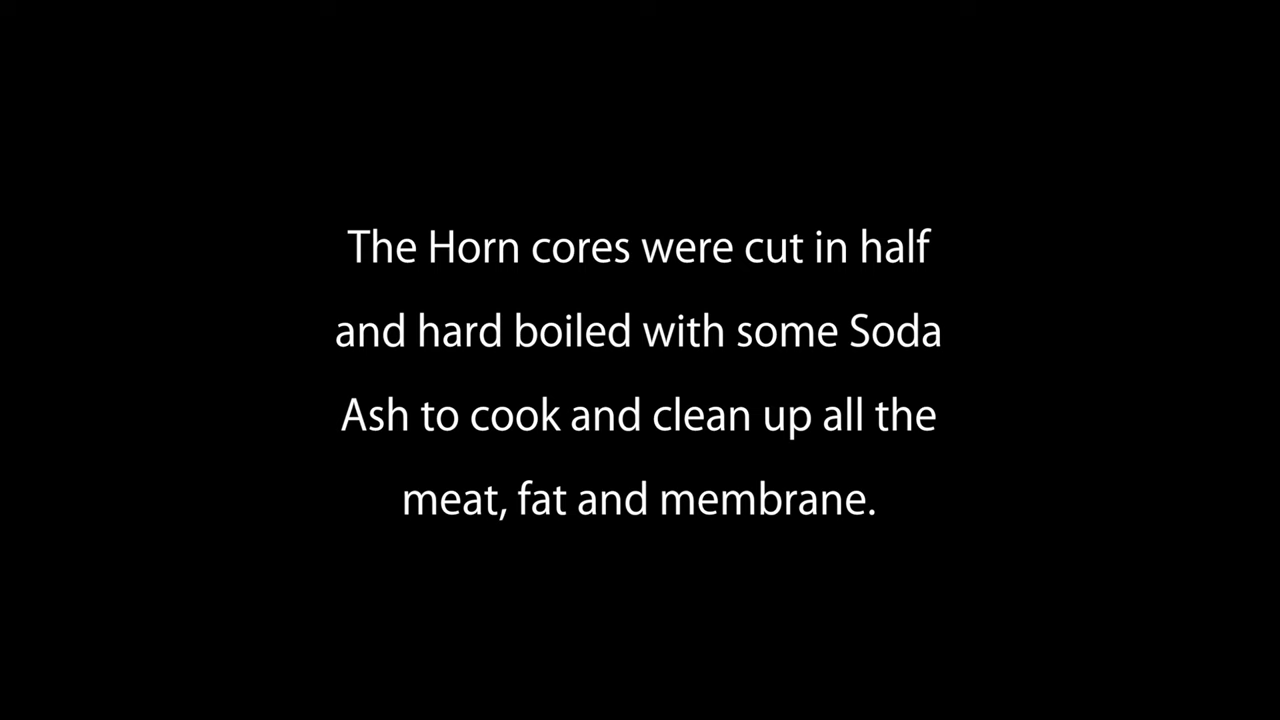 The Horn cores were cut in half
and hard boiled with some Soda
Ash to cook and clean up all the
meat, fat and membrane.